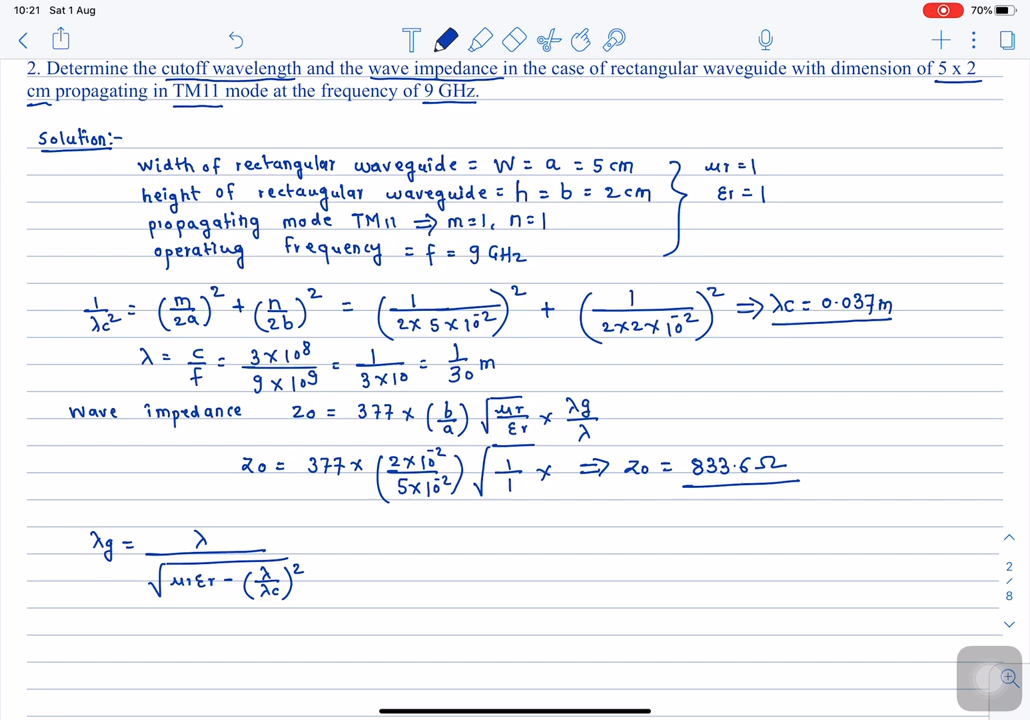 10:21 Sat 1 Aug
70%
2. Determine the cutoff wavelength and the wave impedance in the case of rectangular waveguide with dimension of 5 x 2
cm propagating in TM11 mode at the frequency of 9 GHz.
Solution:-
width of rectangular waveguide = W = a = 5 cm
height of rectangular waveguide = h = b = 2 cm
propagating mode TM11 ⇒ m=1, n=1
operating frequency = f = 9 GHz
μr = 1
εr = 1
1/λc² = (m/2a)² + (n/2b)² = (1/(2×5×10⁻²))² + (1/(2×2×10⁻²))² ⇒ λc = 0.037m
λ = c/f = (3×10⁸)/(9×10⁹) = 1/(3×10) = 1/30 m
wave impedance Zo = 377 × (b/a) √(μr/εr) × λg/λ
Zo = 377 × ((2×10⁻²)/(5×10⁻²)) √(1/1) × ⇒ Zo = 833.6Ω
λg = λ/√(μrεr - (λ/λc)²)
2
/
8